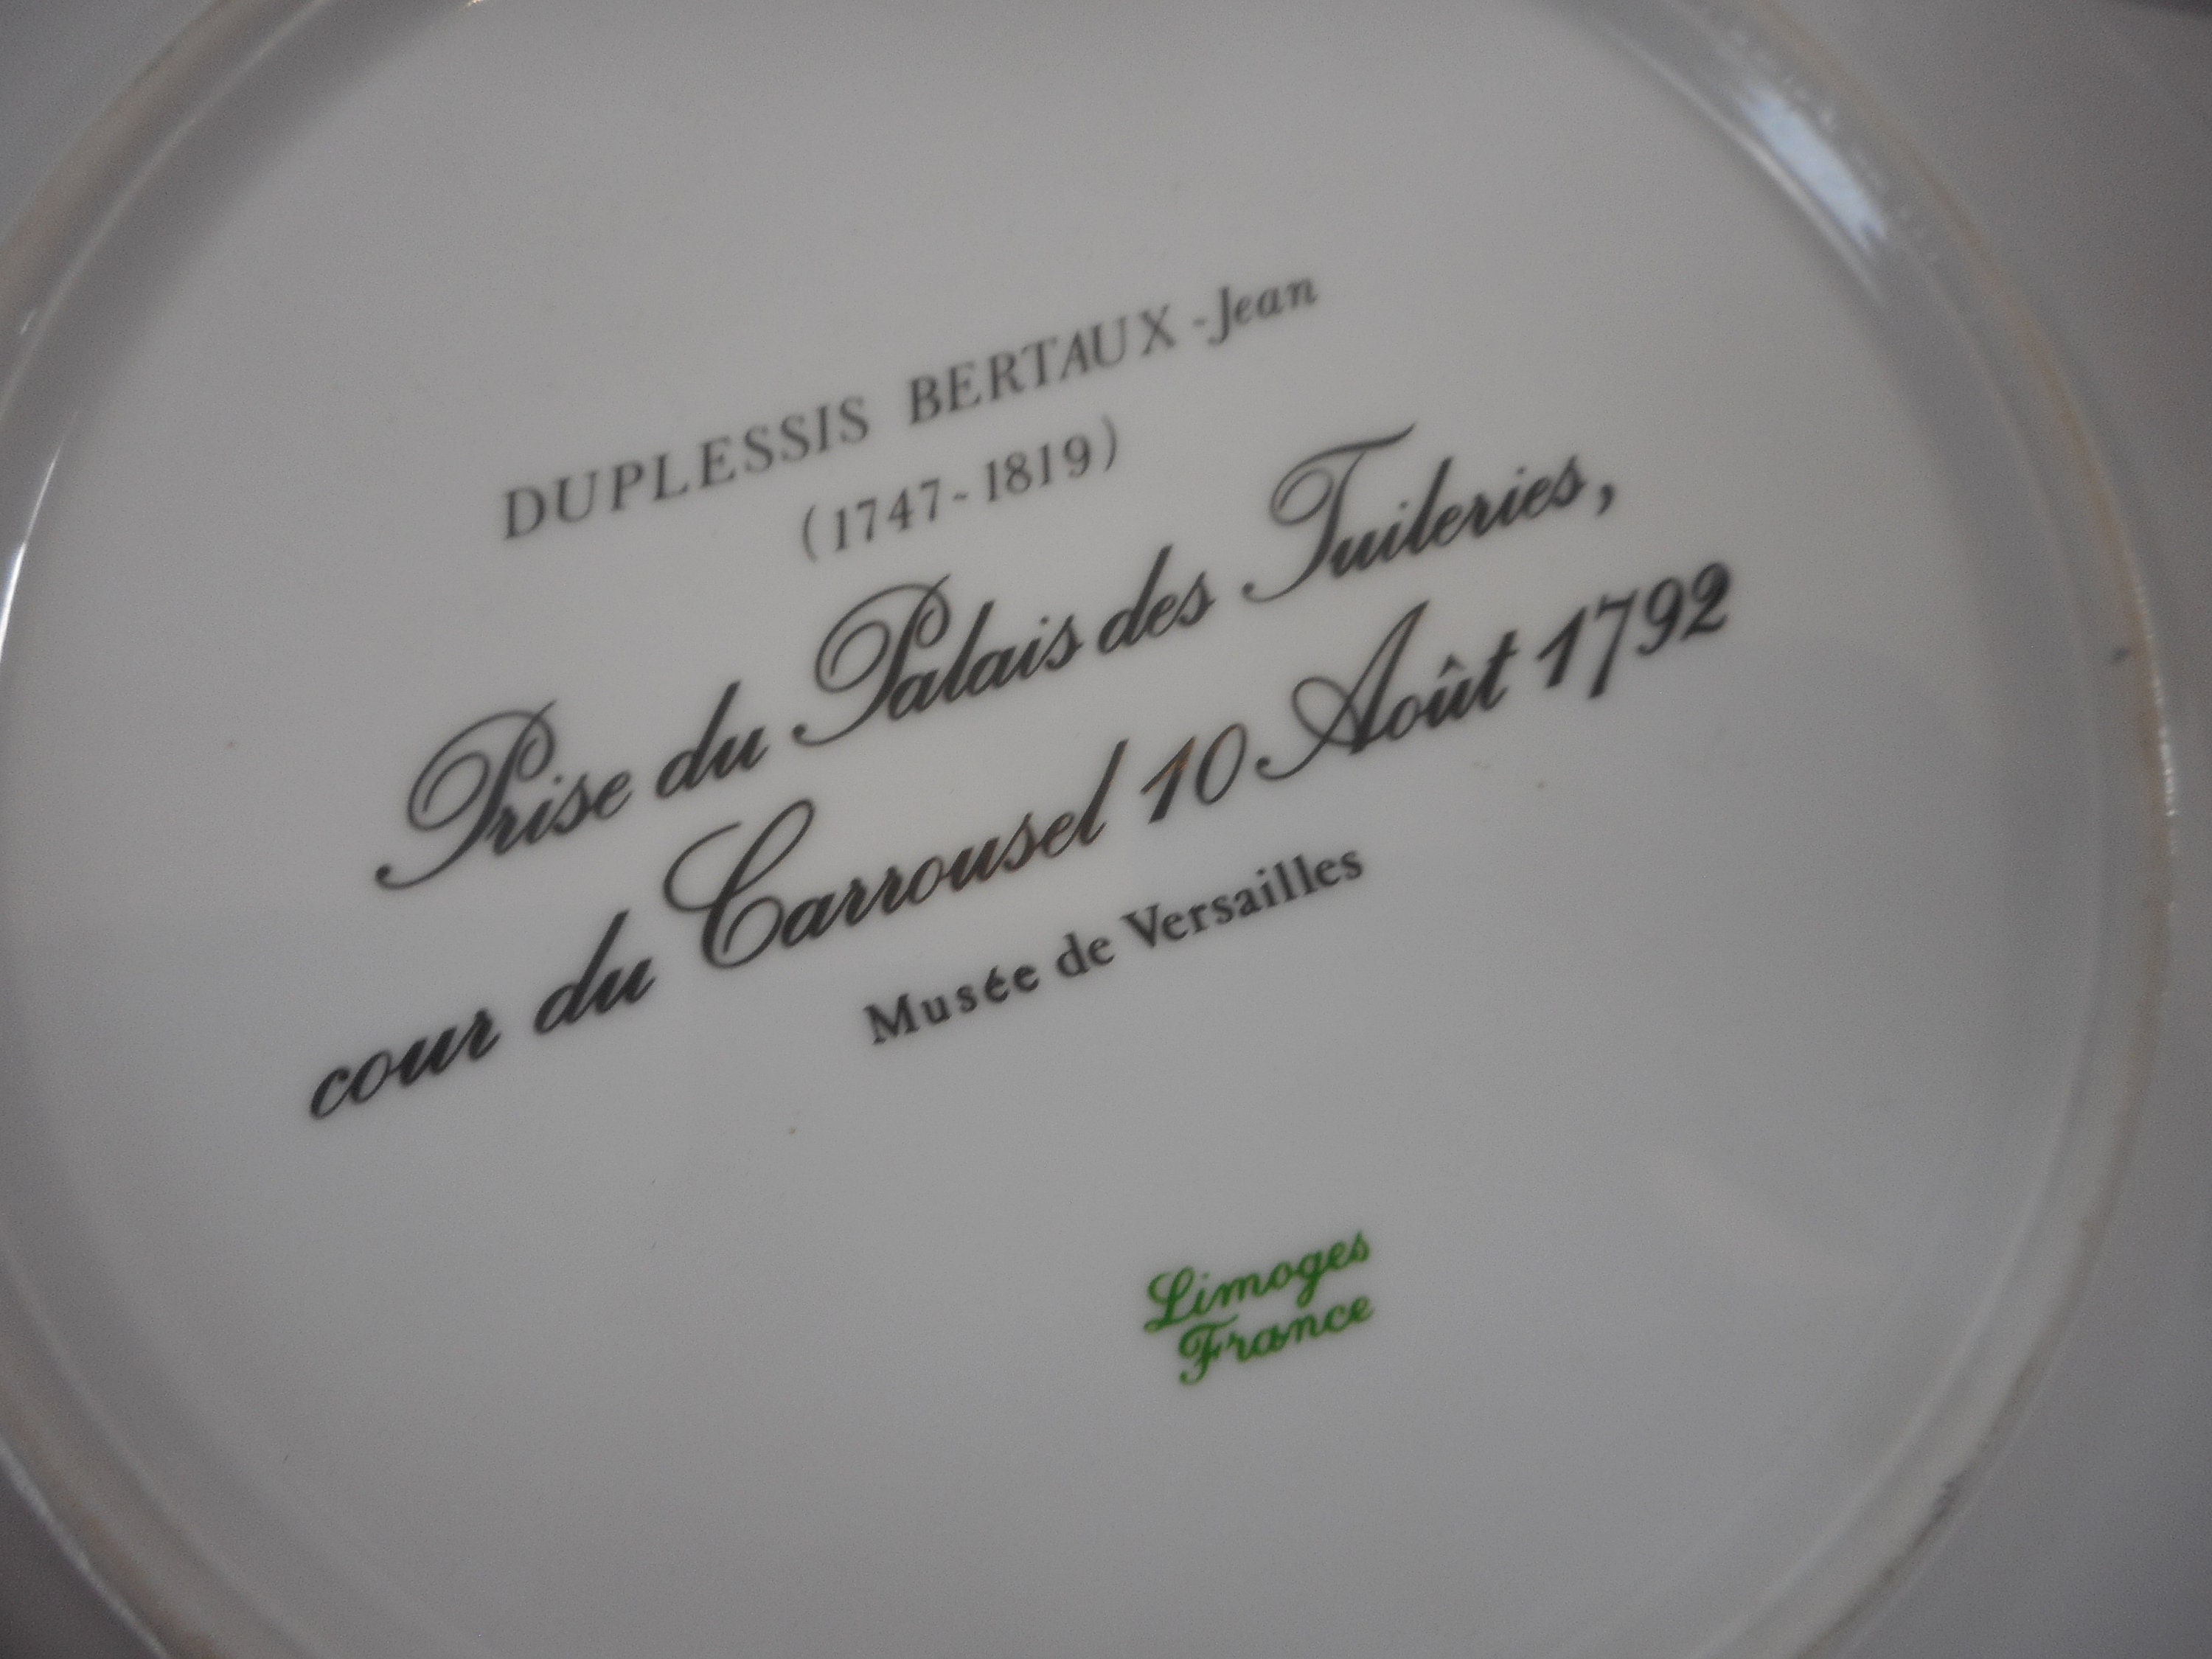 DUPLESSIS BERTAUX - Jean
(1747 - 1819)
Prise du Palais des Tuileries,
cour du Carrousel 10 Août 1792
Musée de Versailles
Limoges
France